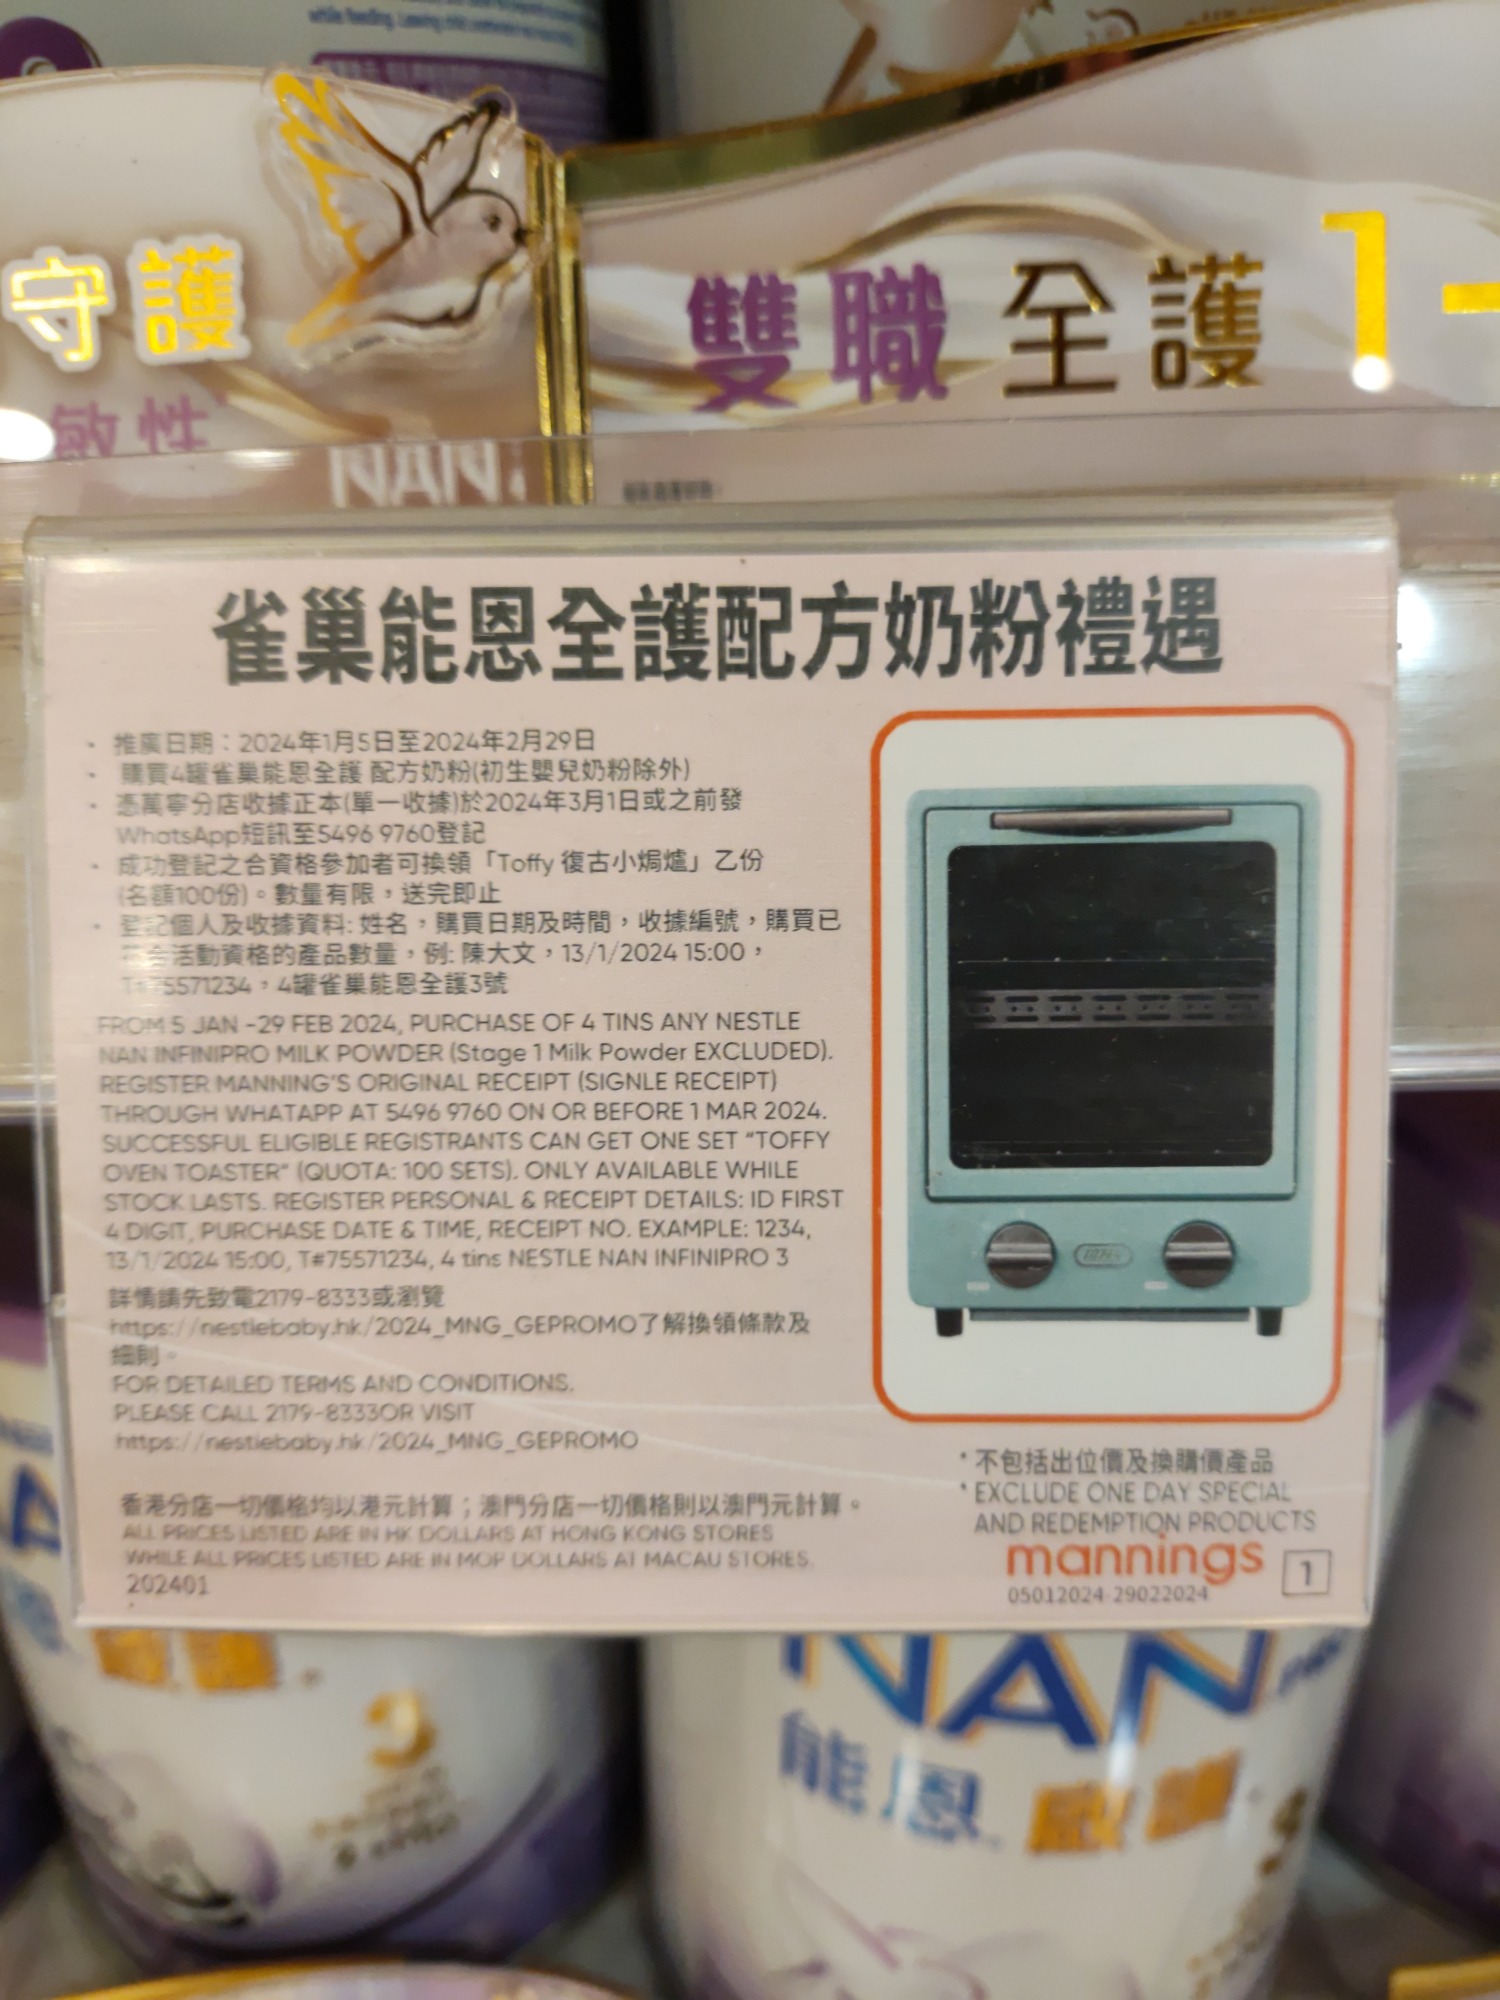 守護
敏性
雙職全護 1-
NAN
雀巢能恩全護配方奶粉禮遇
· 推廣日期：2024年1月5日至2024年2月29日
· 購買4罐雀巢能恩全護 配方奶粉(初生嬰兒奶粉除外)
· 憑萬寧分店收據正本(單一收據)於2024年3月1日或之前發
WhatsApp短訊至5496 9760登記
· 成功登記之合資格參加者可換領「Toffy 復古小焗爐」乙份
(名額100份)。數量有限，送完即止
· 登記個人及收據資料: 姓名，購買日期及時間，收據編號，購買已
符合活動資格的產品數量，例: 陳大文，13/1/2024 15:00，
T#75571234，4罐雀巢能恩全護3號
FROM 5 JAN -29 FEB 2024, PURCHASE OF 4 TINS ANY NESTLE
NAN INFINIPRO MILK POWDER (Stage 1 Milk Powder EXCLUDED).
REGISTER MANNING'S ORIGINAL RECEIPT (SIGNLE RECEIPT)
THROUGH WHATAPP AT 5496 9760 ON OR BEFORE 1 MAR 2024.
SUCCESSFUL ELIGIBLE REGISTRANTS CAN GET ONE SET "TOFFY
OVEN TOASTER" (QUOTA: 100 SETS). ONLY AVAILABLE WHILE
STOCK LASTS. REGISTER PERSONAL & RECEIPT DETAILS: ID FIRST
4 DIGIT, PURCHASE DATE & TIME, RECEIPT NO. EXAMPLE: 1234,
13/1/2024 15:00, T#75571234, 4 tins NESTLE NAN INFINIPRO 3
詳情請先致電2179-8333或瀏覽
https://nestlebaby.hk/2024_MNG_GEPROMO了解換領條款及
細則。
FOR DETAILED TERMS AND CONDITIONS.
PLEASE CALL 2179-8333OR VISIT
https://nestlebaby.hk/2024_MNG_GEPROMO
香港分店一切價格均以港元計算；澳門分店一切價格則以澳門元計算。
ALL PRICES LISTED ARE IN HK DOLLARS AT HONG KONG STORES
WHILE ALL PRICES LISTED ARE IN MOP DOLLARS AT MACAU STORES.
202401
*不包括出位價及換購價產品
*EXCLUDE ONE DAY SPECIAL
AND REDEMPTION PRODUCTS
mannings
1
05012024-29022024
3
NAN
能恩 敏護